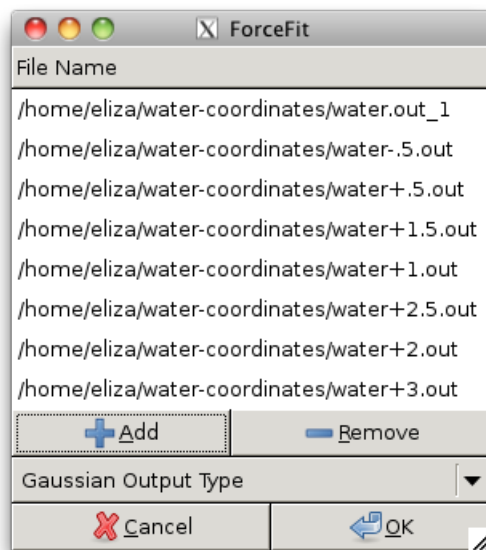 X ForceFit
File Name
/home/eliza/water-coordinates/water.out_1
/home/eliza/water-coordinates/water-.5.out
/home/eliza/water-coordinates/water+.5.out
/home/eliza/water-coordinates/water+1.5.out
/home/eliza/water-coordinates/water+1.out
/home/eliza/water-coordinates/water+2.5.out
/home/eliza/water-coordinates/water+2.out
/home/eliza/water-coordinates/water+3.out
Add Remove
Gaussian Output Type
Cancel OK